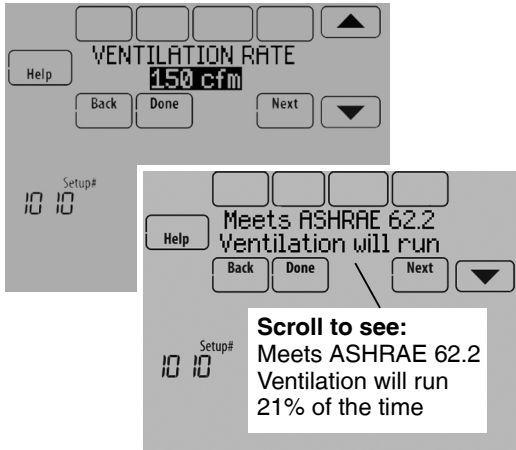 VENTILATION RATE
150 cfm
Help
Back Done Next
Setup#
10 10
Meets ASHRAE 62.2
Ventilation will run
Help
Back Done Next
Setup#
10 10
Scroll to see:
Meets ASHRAE 62.2
Ventilation will run
21% of the time